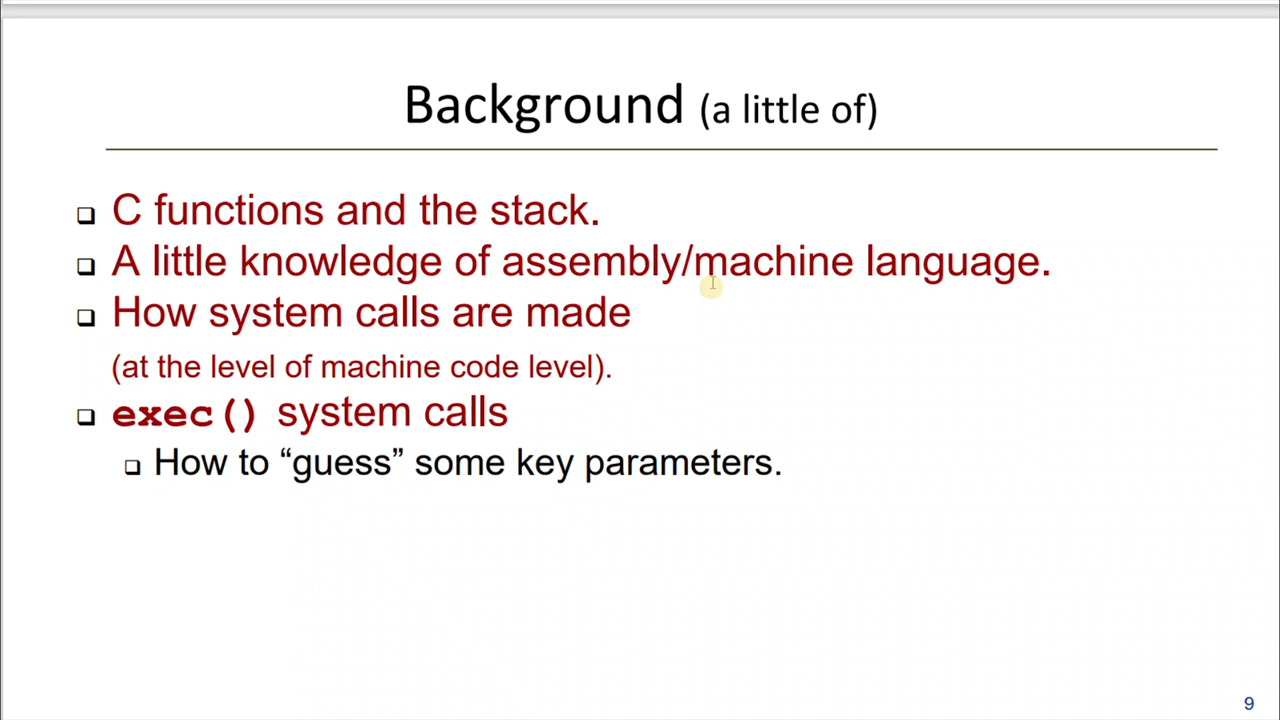 Background (a little of)
C functions and the stack.
A little knowledge of assembly/machine language.
How system calls are made
(at the level of machine code level).
exec() system calls
How to “guess” some key parameters.
9